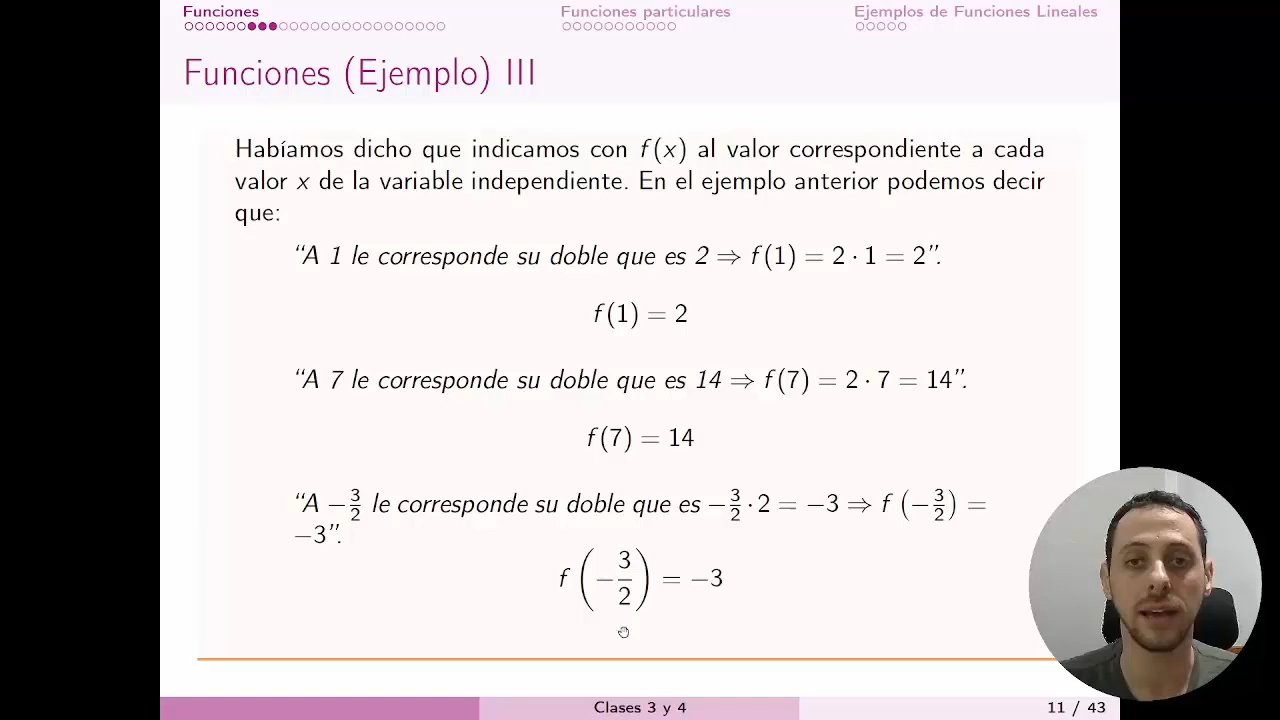 Funciones Funciones particulares Ejemplos de Funciones Lineales
Funciones (Ejemplo) III
Habíamos dicho que indicamos con f(x) al valor correspondiente a cada
valor x de la variable independiente. En el ejemplo anterior podemos decir
que:
“A 1 le corresponde su doble que es 2 ⇒ f(1) = 2 · 1 = 2”.
f(1) = 2
“A 7 le corresponde su doble que es 14 ⇒ f(7) = 2 · 7 = 14”.
f(7) = 14
“A −3/2 le corresponde su doble que es −3/2 · 2 = −3 ⇒ f(−3/2) =
−3”.
f(−3/2) = −3
Clases 3 y 4 11 / 43